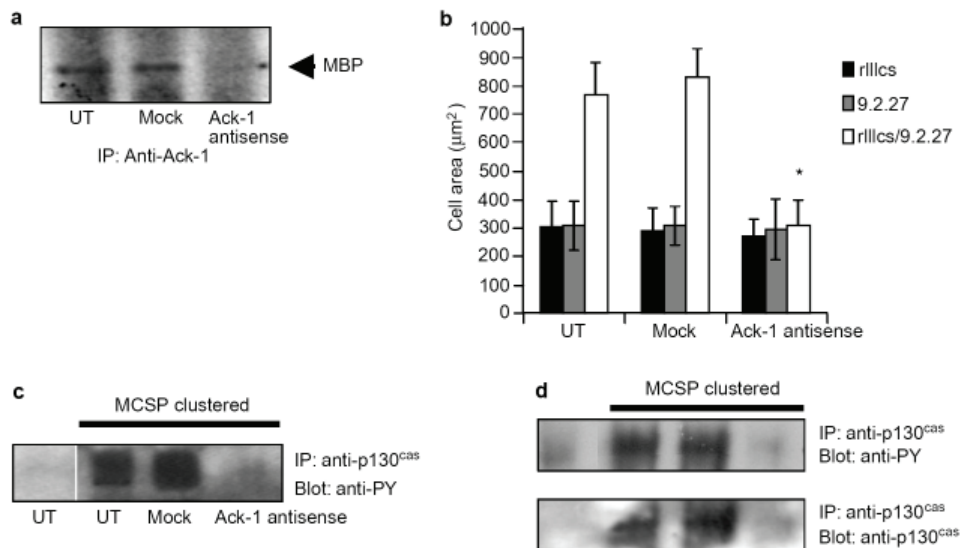 a
MBP
UT Mock Ack-1
antisense
IP: Anti-Ack-1
b
Cell area (µm²)
1000
900
800
700
600
500
400
300
200
100
0
*
UT Mock Ack-1 antisense
rIIIcs
9.2.27
rIIIcs/9.2.27
c
MCSP clustered
IP: anti-p130cas
Blot: anti-PY
UT UT Mock Ack-1 antisense
d
MCSP clustered
IP: anti-p130cas
Blot: anti-PY
IP: anti-p130cas
Blot: anti-p130cas